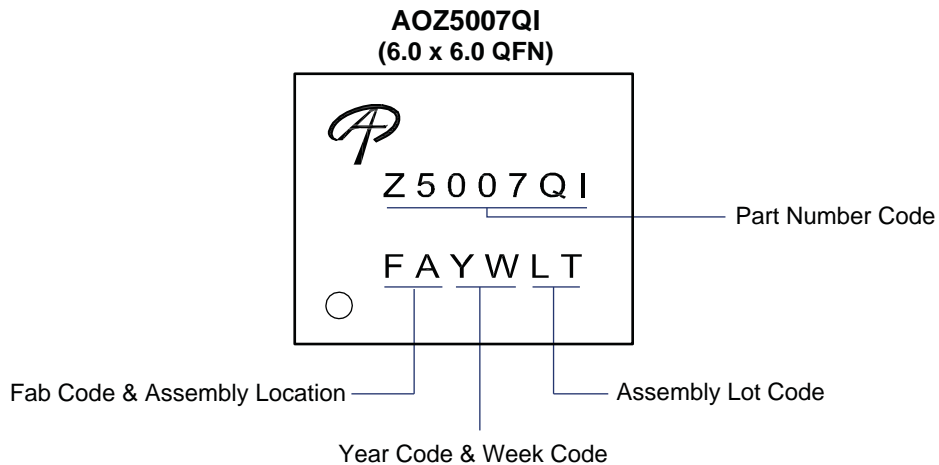 AOZ5007QI
(6.0 x 6.0 QFN)
Z5007QI
Part Number Code
FAYWLT
Fab Code & Assembly Location
Assembly Lot Code
Year Code & Week Code